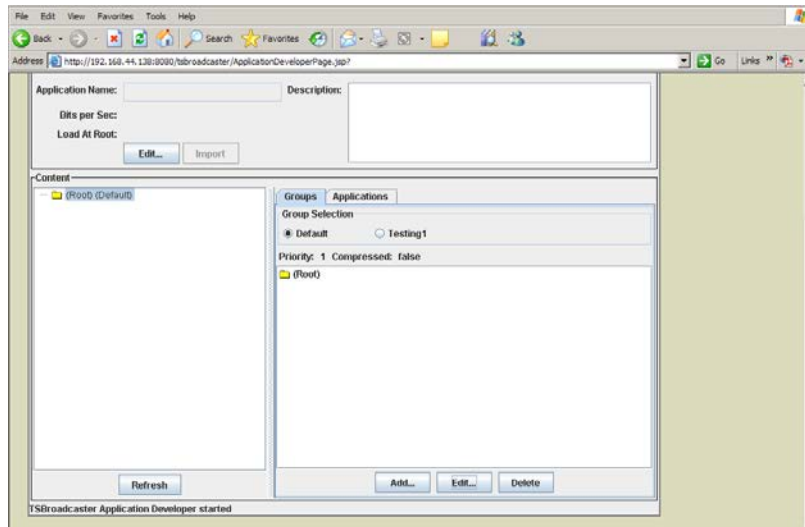 File Edit View Favorites Tools Help
Back Search Favorites
Address http://192.168.44.138:8080/tsbroadcaster/ApplicationDeveloperPage.jsp? Go Links »
Application Name: Description:
Bits per Sec:
Load At Root:
Edit... Import
Content
(Root) (Default)
Groups Applications
Group Selection
Default Testing1
Priority: 1 Compressed: false
(Root)
Refresh
Add... Edit... Delete
TSBroadcaster Application Developer started